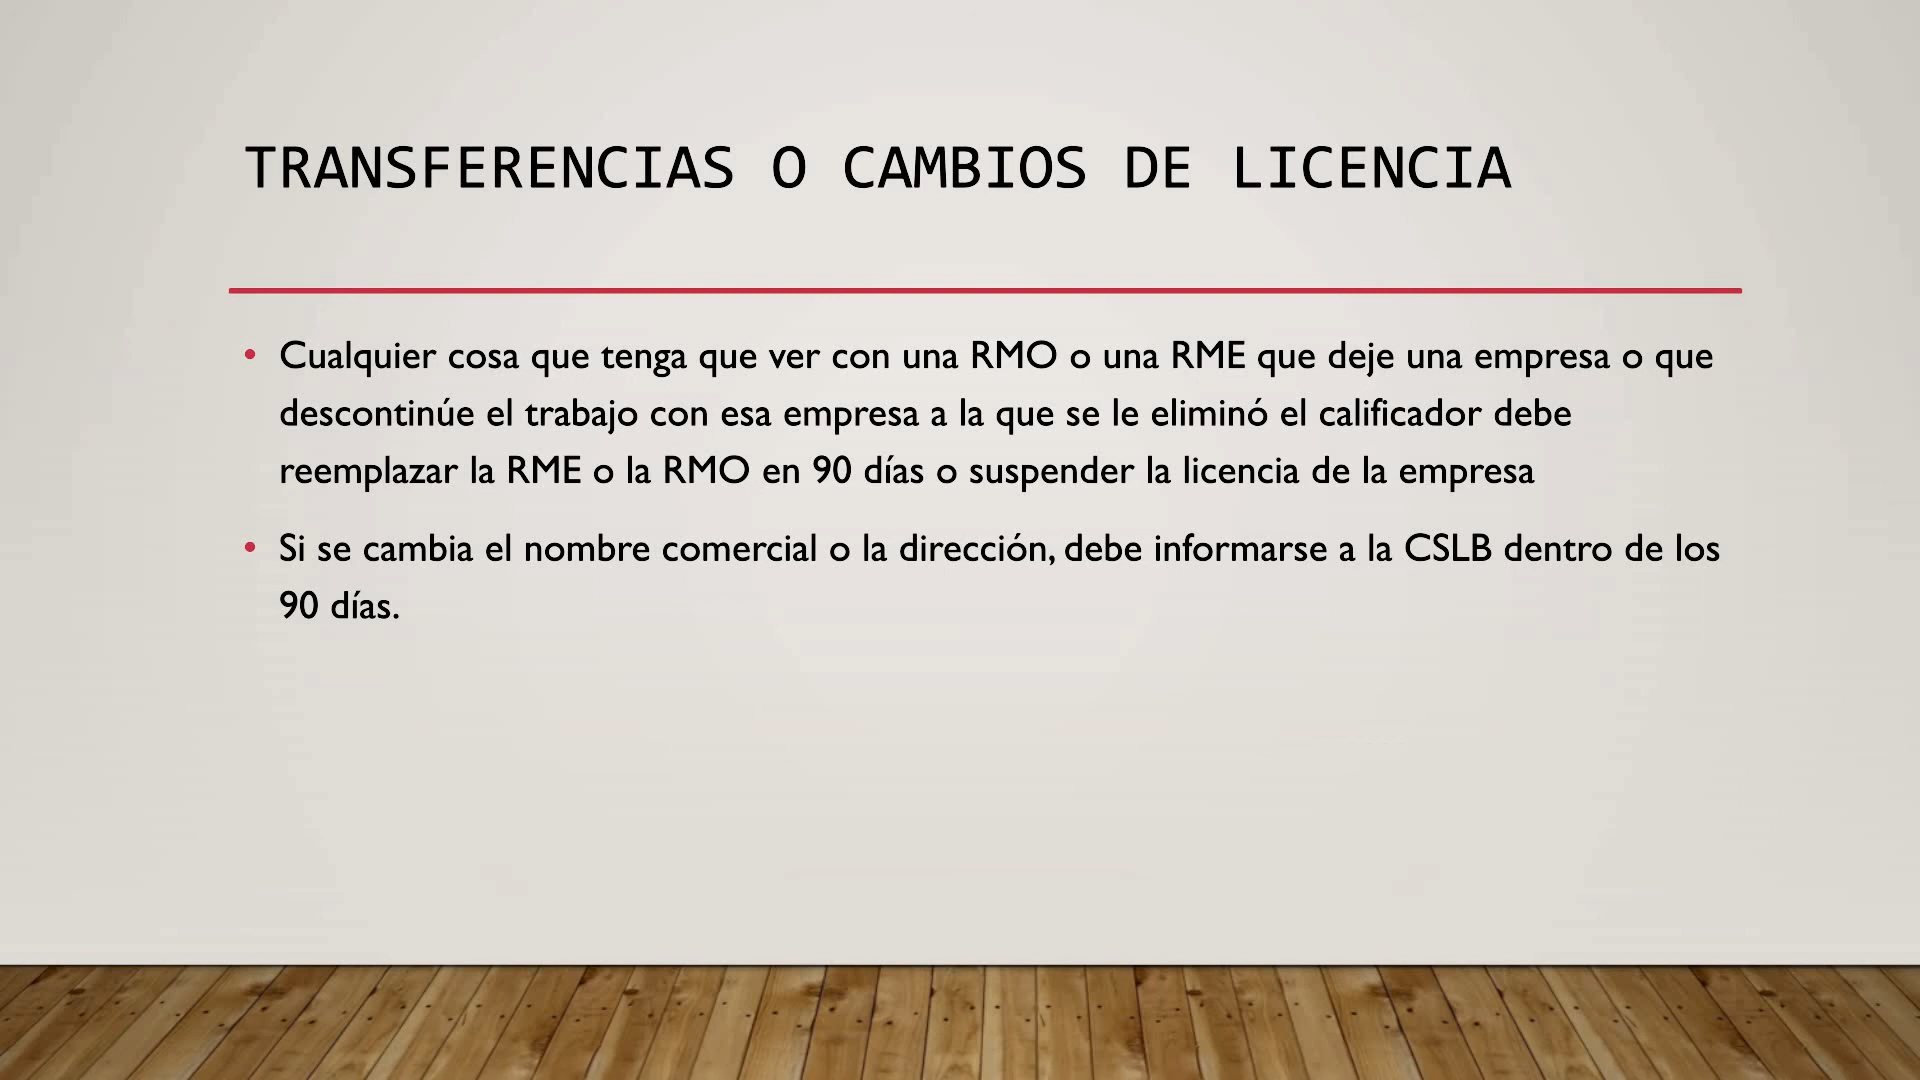 TRANSFERENCIAS O CAMBIOS DE LICENCIA
• Cualquier cosa que tenga que ver con una RMO o una RME que deje una empresa o que
descontinúe el trabajo con esa empresa a la que se le eliminó el calificador debe
reemplazar la RME o la RMO en 90 días o suspender la licencia de la empresa
• Si se cambia el nombre comercial o la dirección, debe informarse a la CSLB dentro de los
90 días.